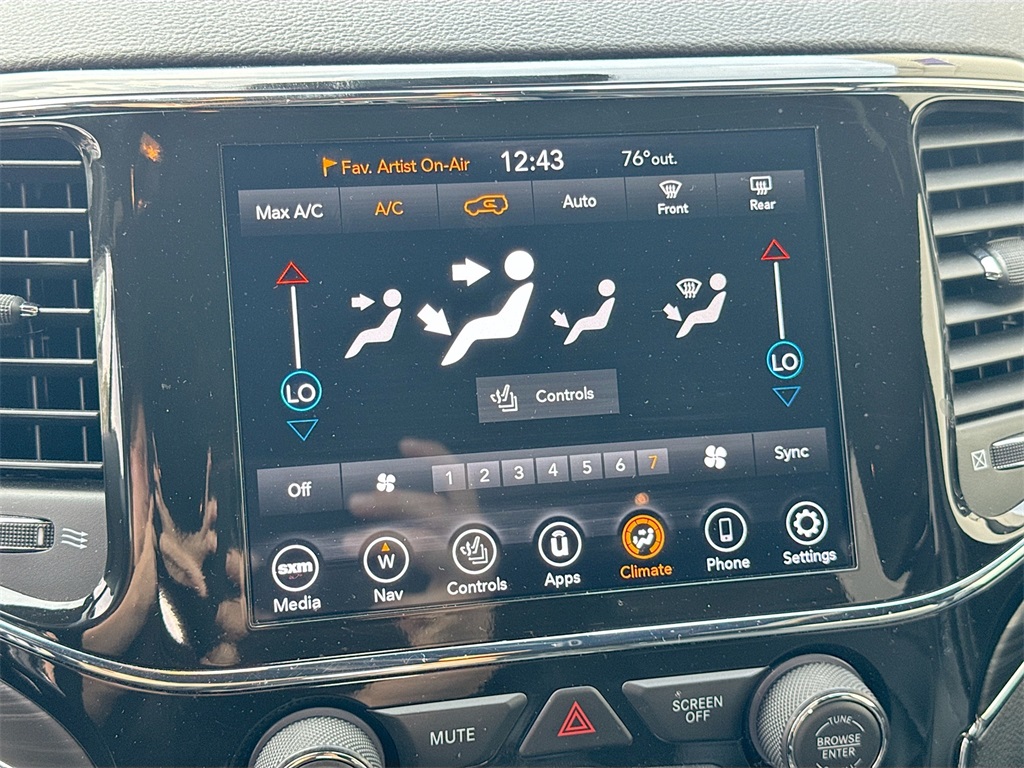 Fav. Artist On-Air 12:43 76°out.
Max A/C A/C Auto Front Rear
LO LO
Controls
Off 1 2 3 4 5 6 7 Sync
sxm W u
Media Nav Controls Apps Climate Phone Settings
MUTE SCREEN OFF
TUNE
BROWSE
ENTER